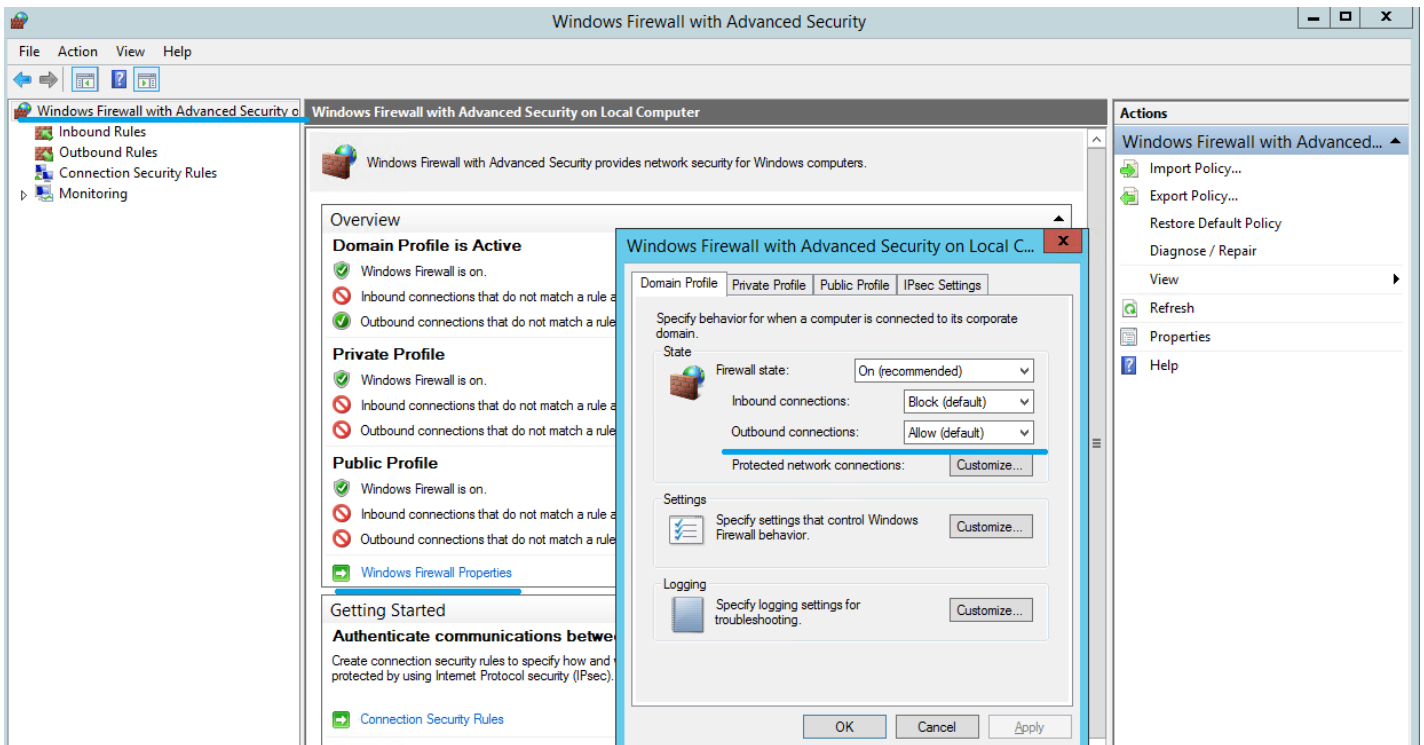 Windows Firewall with Advanced Security
File Action View Help
Windows Firewall with Advanced Security o
Inbound Rules
Outbound Rules
Connection Security Rules
Monitoring
Windows Firewall with Advanced Security on Local Computer
Windows Firewall with Advanced Security provides network security for Windows computers.
Overview
Domain Profile is Active
Windows Firewall is on.
Inbound connections that do not match a rule a
Outbound connections that do not match a rule
Private Profile
Windows Firewall is on.
Inbound connections that do not match a rule a
Outbound connections that do not match a rule
Public Profile
Windows Firewall is on.
Inbound connections that do not match a rule a
Outbound connections that do not match a rule
Windows Firewall Properties
Getting Started
Authenticate communications betwe
Create connection security rules to specify how and
protected by using Internet Protocol security (IPsec).
Connection Security Rules
Windows Firewall with Advanced Security on Local C...
Domain Profile Private Profile Public Profile IPsec Settings
Specify behavior for when a computer is connected to its corporate
domain.
State
Firewall state: On (recommended)
Inbound connections: Block (default)
Outbound connections: Allow (default)
Protected network connections: Customize...
Settings
Specify settings that control Windows
Firewall behavior.
Customize...
Logging
Specify logging settings for
troubleshooting.
Customize...
OK Cancel Apply
Actions
Windows Firewall with Advanced...
Import Policy...
Export Policy...
Restore Default Policy
Diagnose / Repair
View
Refresh
Properties
Help